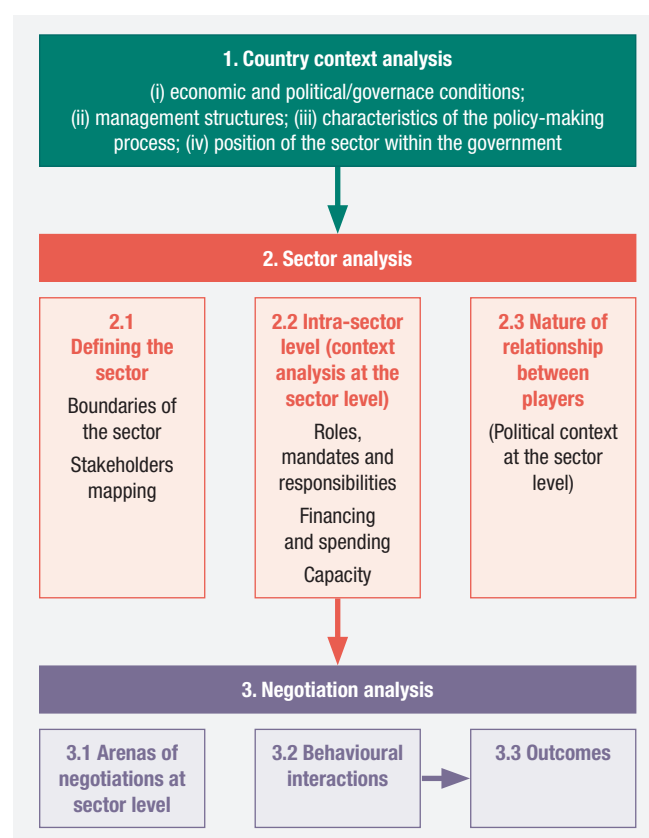 1. Country context analysis
(i) economic and political/governace conditions;
(ii) management structures; (iii) characteristics of the policy-making
process; (iv) position of the sector within the government
2. Sector analysis
2.1
Defining the
sector
Boundaries of
the sector
Stakeholders
mapping
2.2 Intra-sector
level (context
analysis at the
sector level)
Roles,
mandates and
responsibilities
Financing
and spending
Capacity
2.3 Nature of
relationship
between
players
(Political context
at the sector
level)
3. Negotiation analysis
3.1 Arenas of
negotiations at
sector level
3.2 Behavioural
interactions
3.3 Outcomes